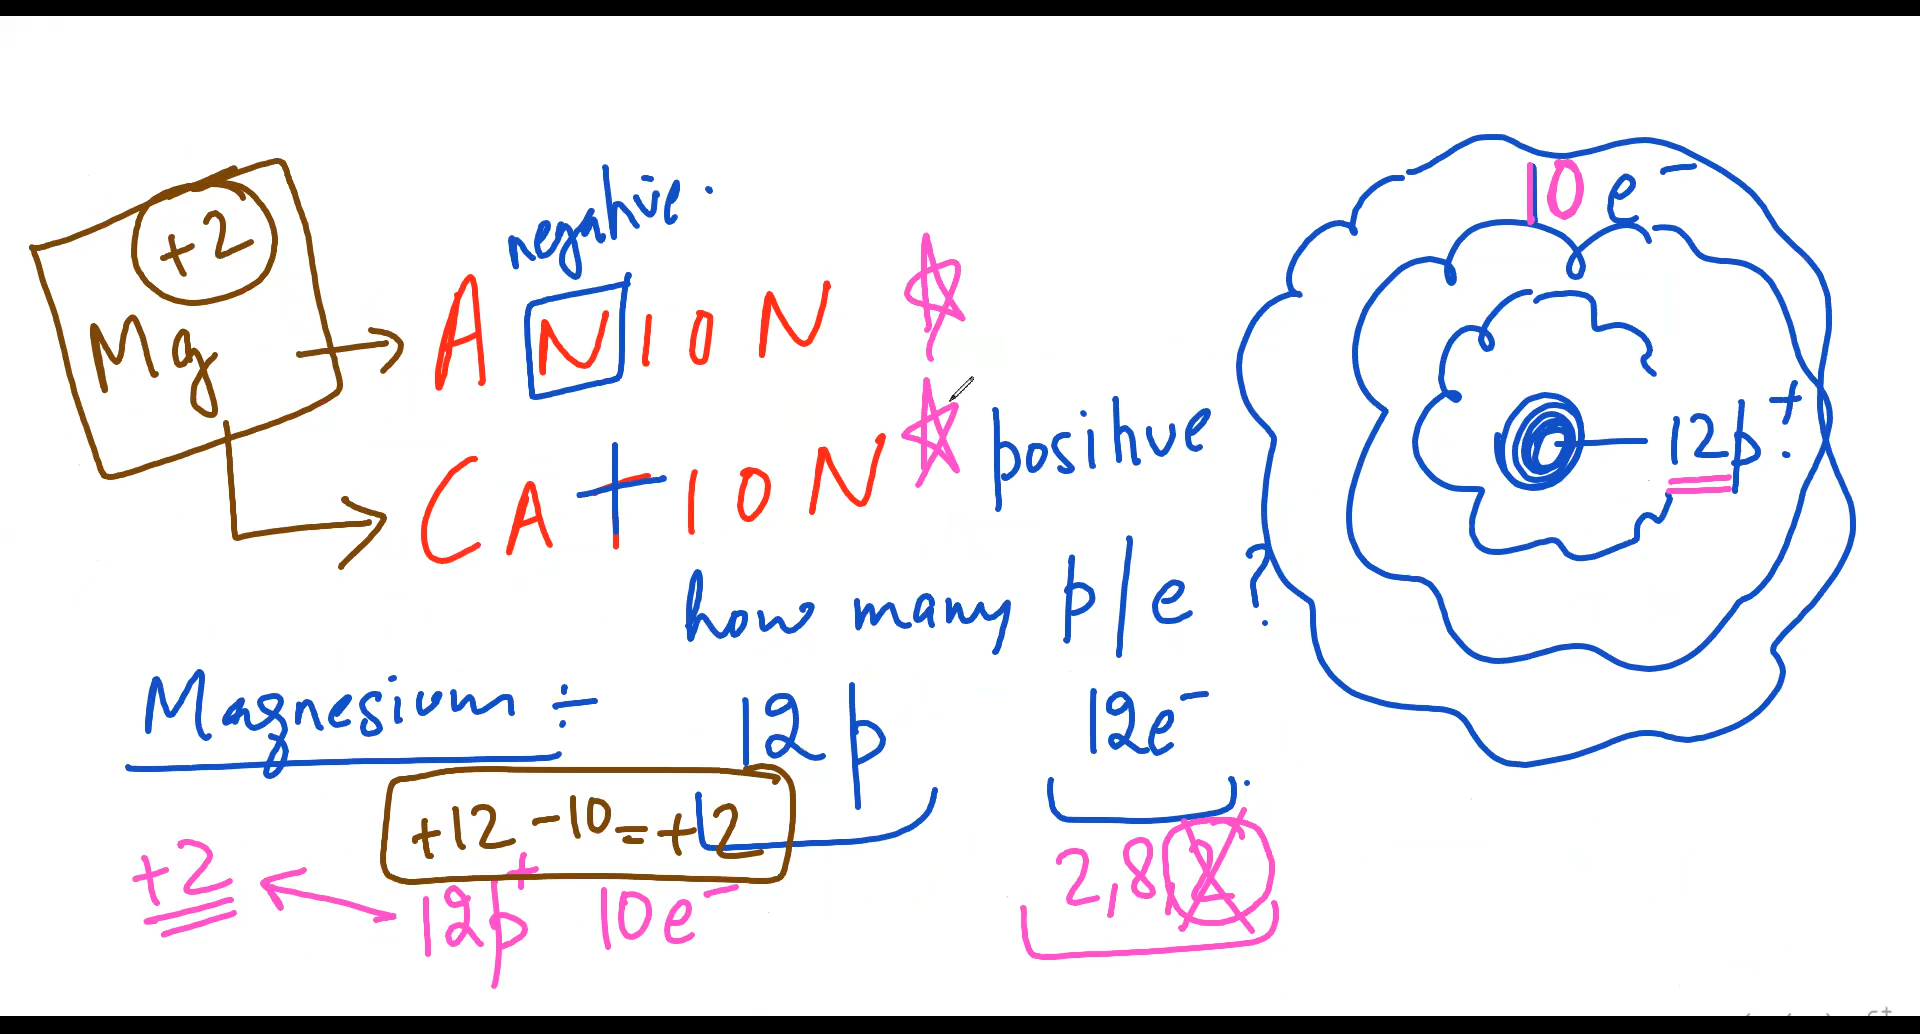 +2
Mg
negative.
ANION
CATION
positive
how many p/e ?
Magnesium ÷ 12p 12e⁻
+12 -10 = +2
+2
12p⁺ 10e⁻
2,8,2
10 e⁻
12p⁺.